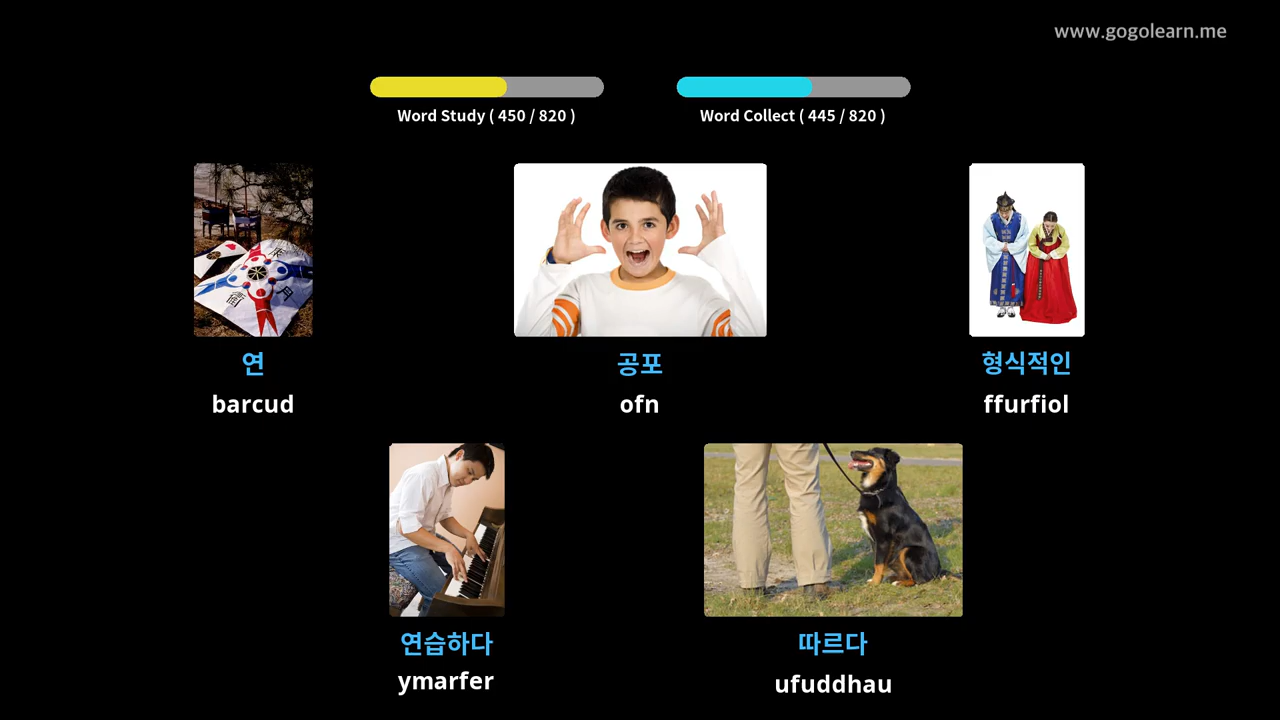 www.gogolearn.me
Word Study ( 450 / 820 )
Word Collect ( 445 / 820 )
연
barcud
공포
ofn
형식적인
ffurfiol
연습하다
ymarfer
따르다
ufuddhau